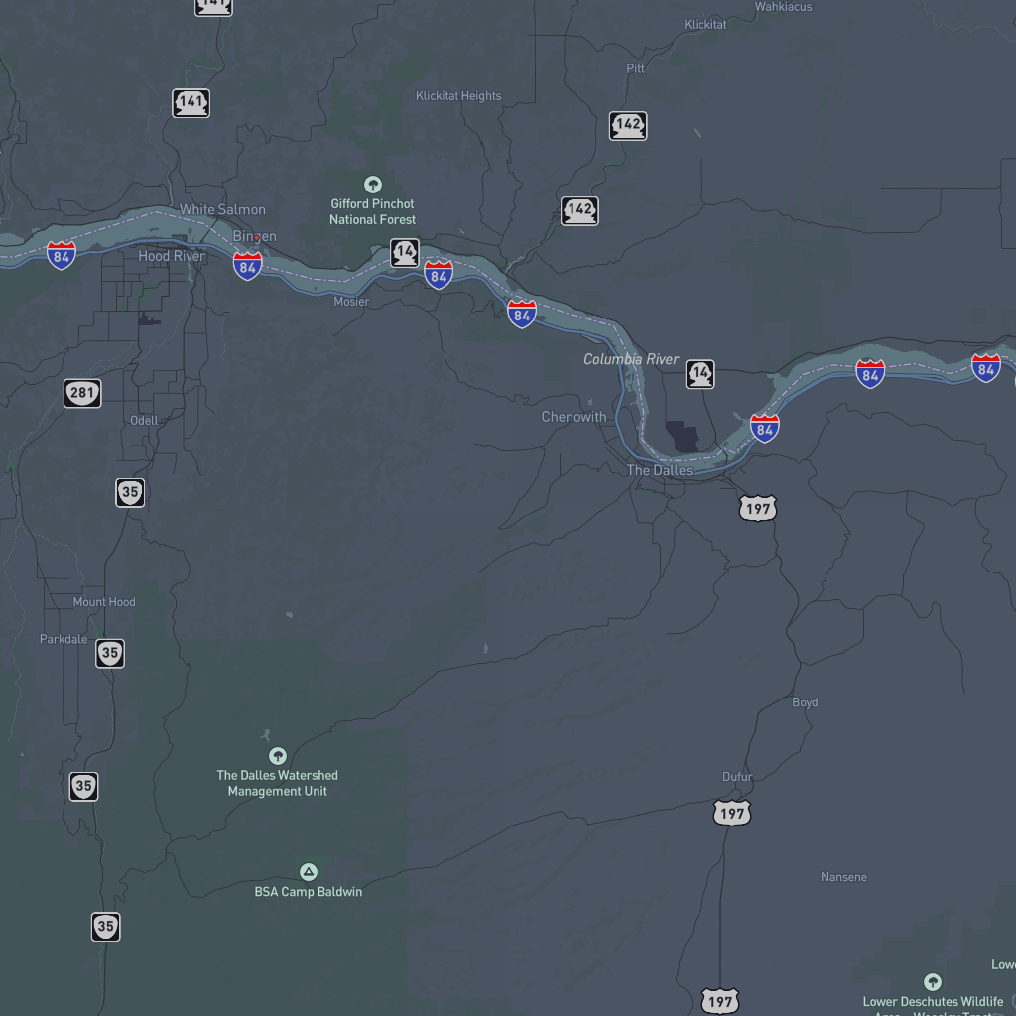 141
Wahkiacus
Klickitat
Pitt
Klickitat Heights
141
142
Gifford Pinchot
National Forest
142
White Salmon
Bingen
14
84
Hood River
84
84
Mosier
84
Columbia River
14
84
84
281
Cherowith
Odell
84
The Dalles
35
197
Mount Hood
Parkdale
35
Boyd
The Dalles Watershed
Management Unit
35
Dufur
197
BSA Camp Baldwin
Nansene
35
Lower Deschutes Wildlife
197